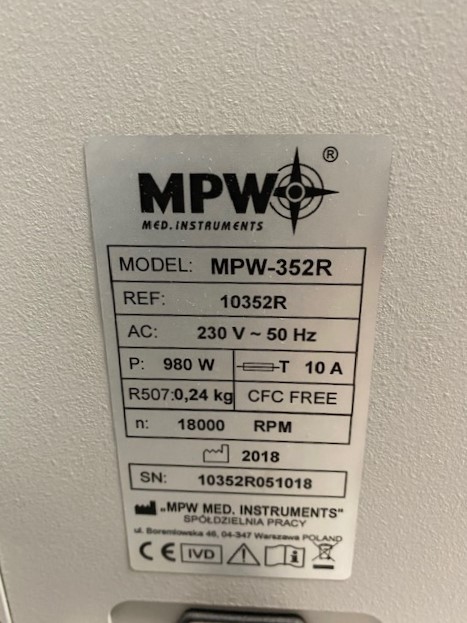 MPW ®
MED. INSTRUMENTS
MODEL: MPW-352R
REF: 10352R
AC: 230 V ~ 50 Hz
P: 980 W T 10 A
R507:0,24 kg CFC FREE
n: 18000 RPM
2018
SN: 10352R051018
„MPW MED. INSTRUMENTS"
SPÓŁDZIELNIA PRACY
ul. Boremlowska 46, 04-347 Warszawa POLAND
CE IVD